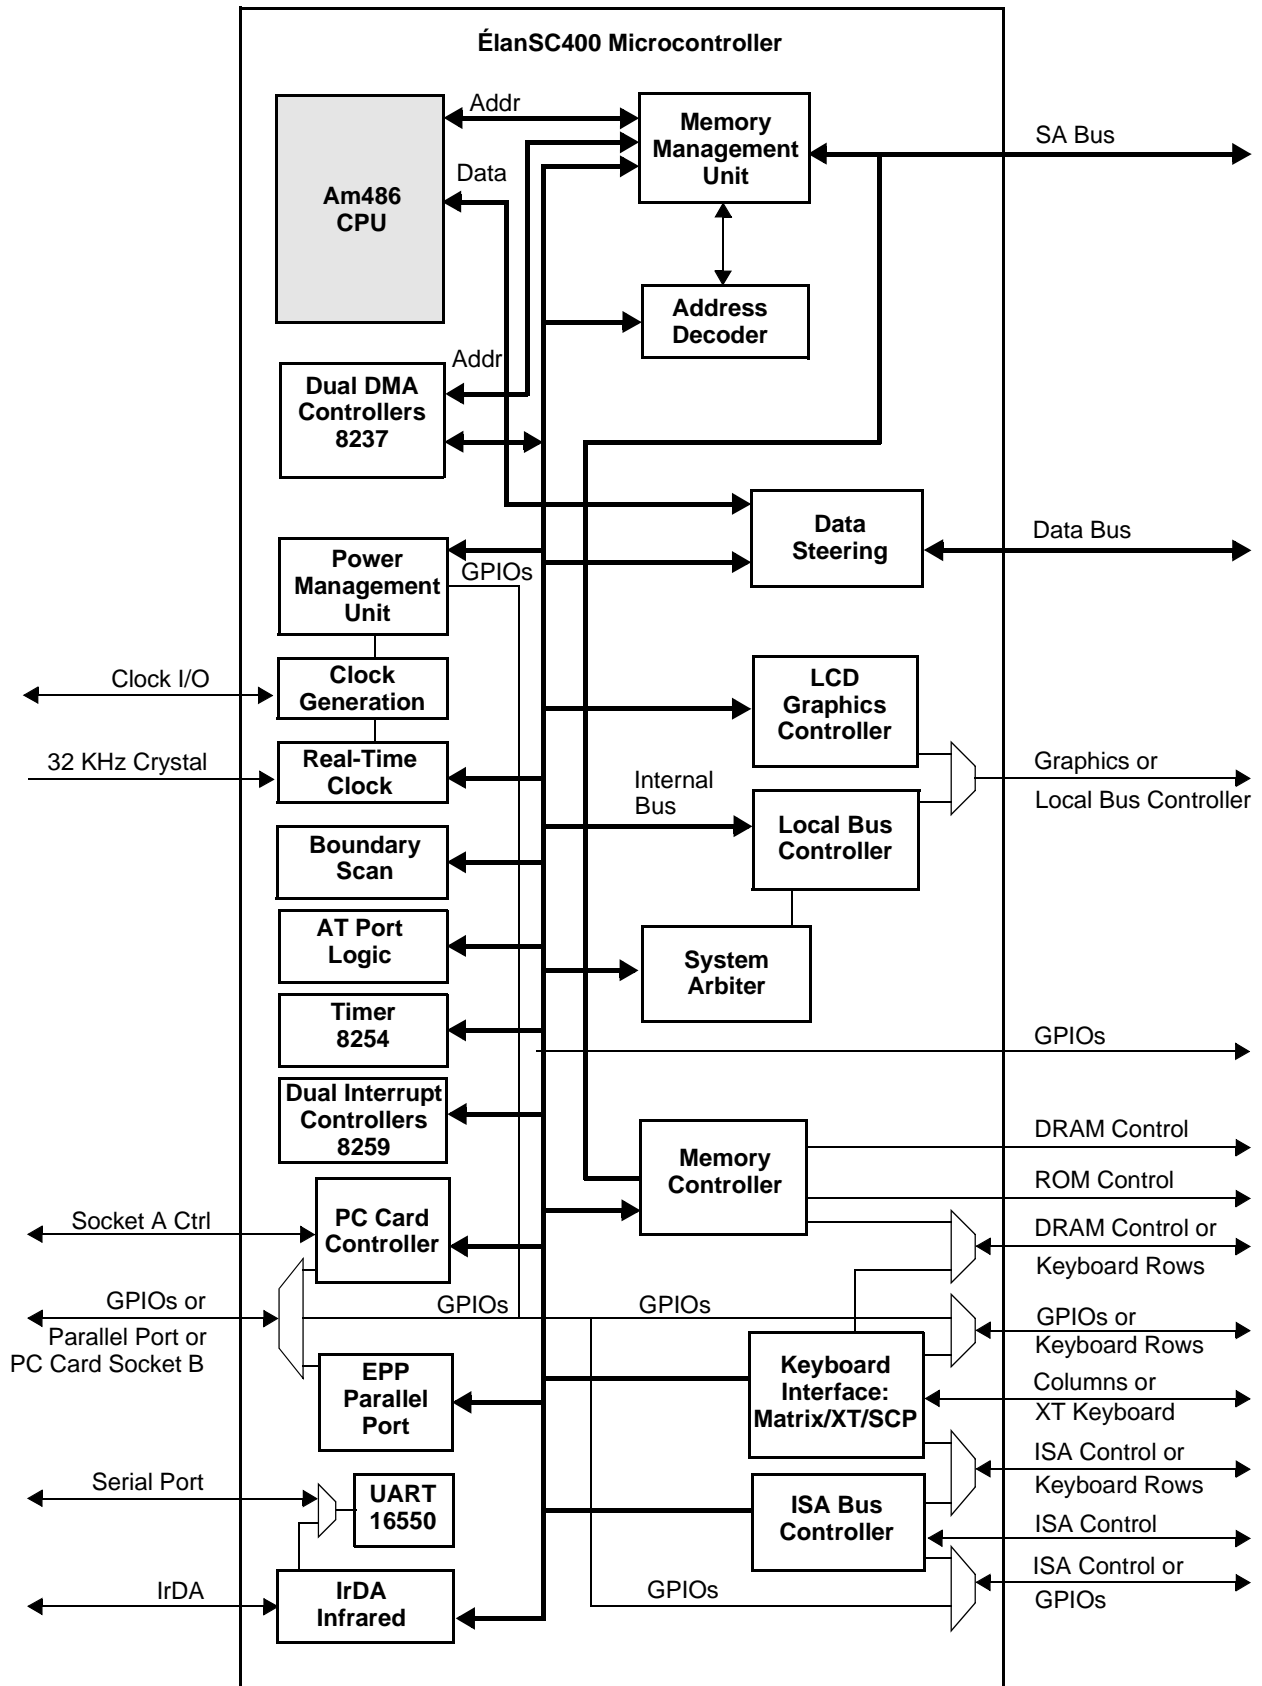 ÉlanSC400 Microcontroller
Addr
Memory
Management
Unit
SA Bus
Data
Am486
CPU
Address
Decoder
Addr
Dual DMA
Controllers
8237
Data
Steering
Data Bus
Power
Management
Unit
GPIOs
Clock I/O
Clock
Generation
LCD
Graphics
Controller
32 KHz Crystal
Real-Time
Clock
Internal
Bus
Graphics or
Local Bus Controller
Local Bus
Controller
Boundary
Scan
AT Port
Logic
System
Arbiter
Timer
8254
GPIOs
Dual Interrupt
Controllers
8259
Memory
Controller
DRAM Control
ROM Control
Socket A Ctrl
PC Card
Controller
DRAM Control or
Keyboard Rows
GPIOs or
Parallel Port or
PC Card Socket B
GPIOs
GPIOs
GPIOs or
Keyboard Rows
EPP
Parallel
Port
Keyboard
Interface:
Matrix/XT/SCP
Columns or
XT Keyboard
ISA Control or
Keyboard Rows
Serial Port
UART
16550
ISA Bus
Controller
ISA Control
IrDA
IrDA
Infrared
GPIOs
ISA Control or
GPIOs